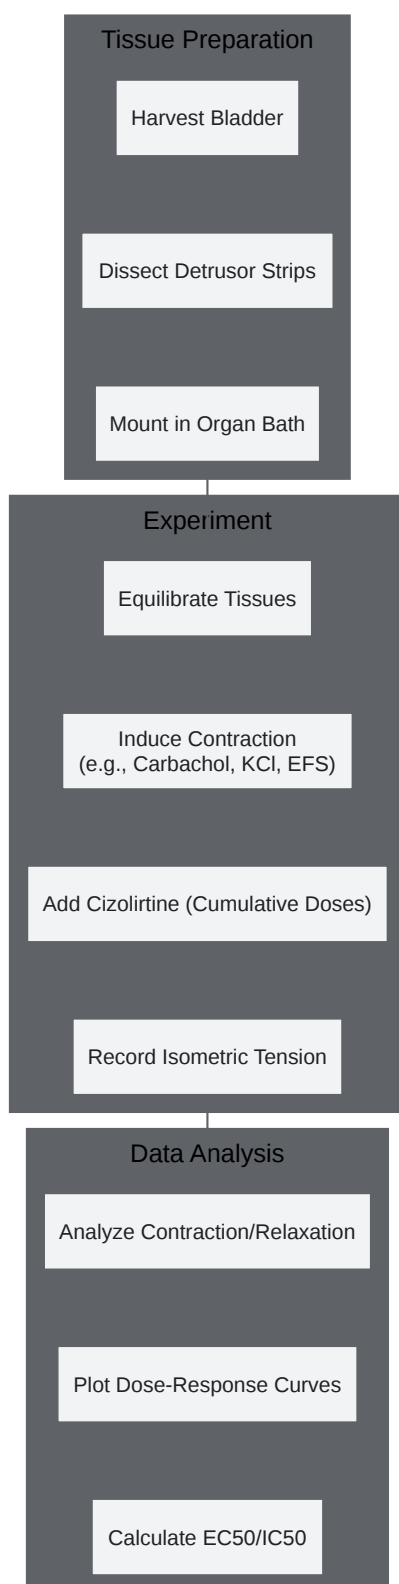 Tissue Preparation
Harvest Bladder
Dissect Detrusor Strips
Mount in Organ Bath
Experiment
Equilibrate Tissues
Induce Contraction
(e.g., Carbachol, KCl, EFS)
Add Cizolirtine (Cumulative Doses)
Record Isometric Tension
Data Analysis
Analyze Contraction/Relaxation
Plot Dose-Response Curves
Calculate EC50/IC50